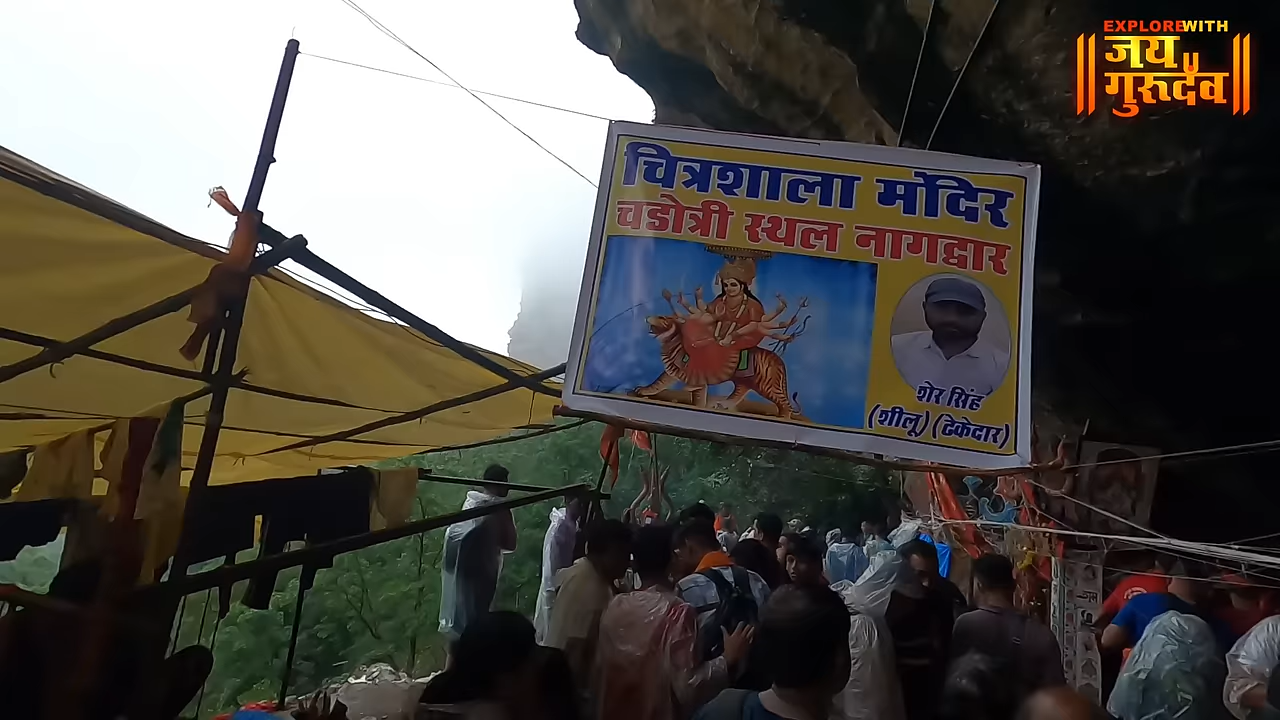 EXPLORE WITH
जय
गुरूदेव
चित्रशाला मंदिर
चडोत्री स्थल नागद्वार
शेर सिंह
(शीलू) (ठेकेदार)